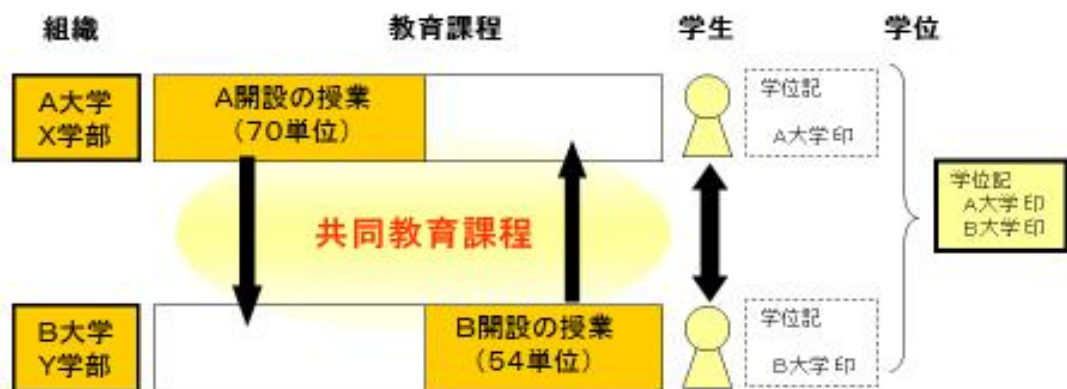 組織
教育課程
学生
学位
A大学
X学部
A開設の授業
(70単位)
学位記
A大学印
学位記
A大学印
B大学印
共同教育課程
B大学
Y学部
B開設の授業
(54単位)
学位記
B大学印